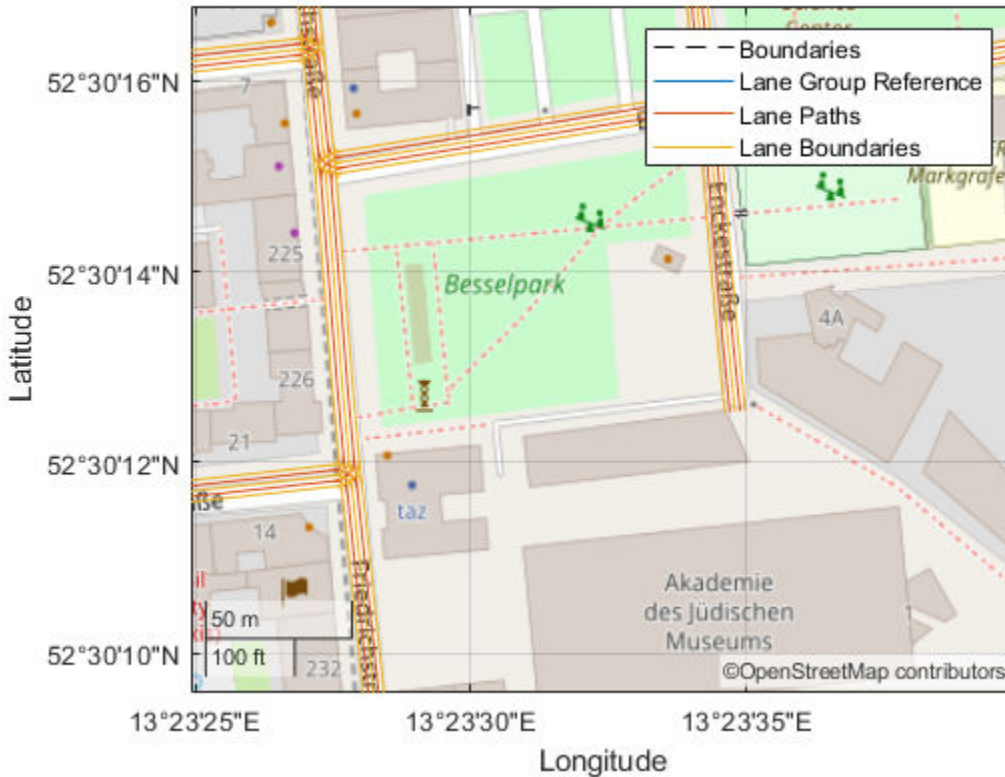 Boundaries
Lane Group Reference
Lane Paths
Lane Boundaries
52°30'16"N
52°30'14"N
52°30'12"N
52°30'10"N
Latitude
13°23'25"E
13°23'30"E
13°23'35"E
Longitude
7
225
226
21
14
232
Besselpark
Enckestraße
4A
taz
Akademie
des Jüdischen
Museums
1
50 m
100 ft
©OpenStreetMap contributors